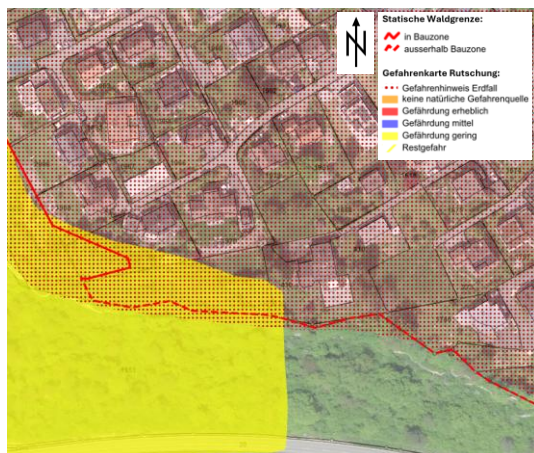 N
Statische Waldgrenze:
in Bauzone
ausserhalb Bauzone
Gefahrenkarte Rutschung:
Gefahrenhinweis Erdfall
keine natürliche Gefahrenquelle
Gefährdung erheblich
Gefährdung mittel
Gefährdung gering
Restgefahr